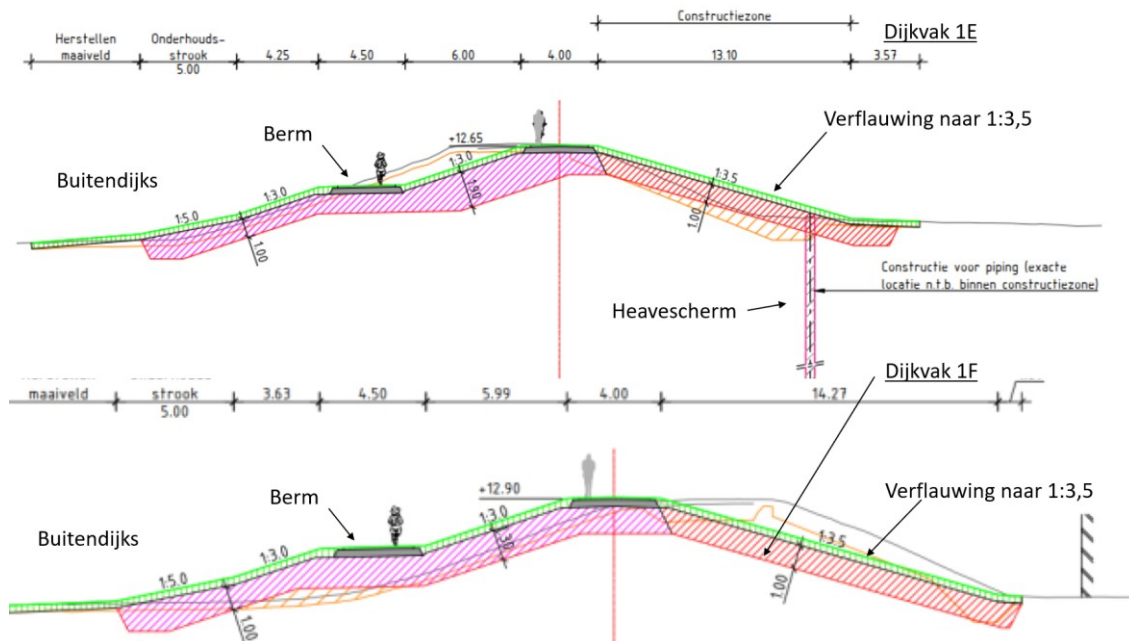 Constructiezone
Dijkvak 1E
Herstellen
maaiveld
Onderhouds-
strook
5.00
4.25
4.50
6.00
4.00
13.10
3.57
Berm
+12.65
Verflauwing naar 1:3,5
Buitendijks
1:5.0
1:3.0
1:3.0
1:3.5
1.00
1.90
1.00
Constructie voor piping (exacte
locatie n.t.b. binnen constructiezone)
Heavescherm
Dijkvak 1F
maaiveld
strook
5.00
3.63
4.50
5.99
4.00
14.27
Berm
+12.90
Verflauwing naar 1:3,5
Buitendijks
1:5.0
1:3.0
1:3.0
1:3.5
1.00
1.00